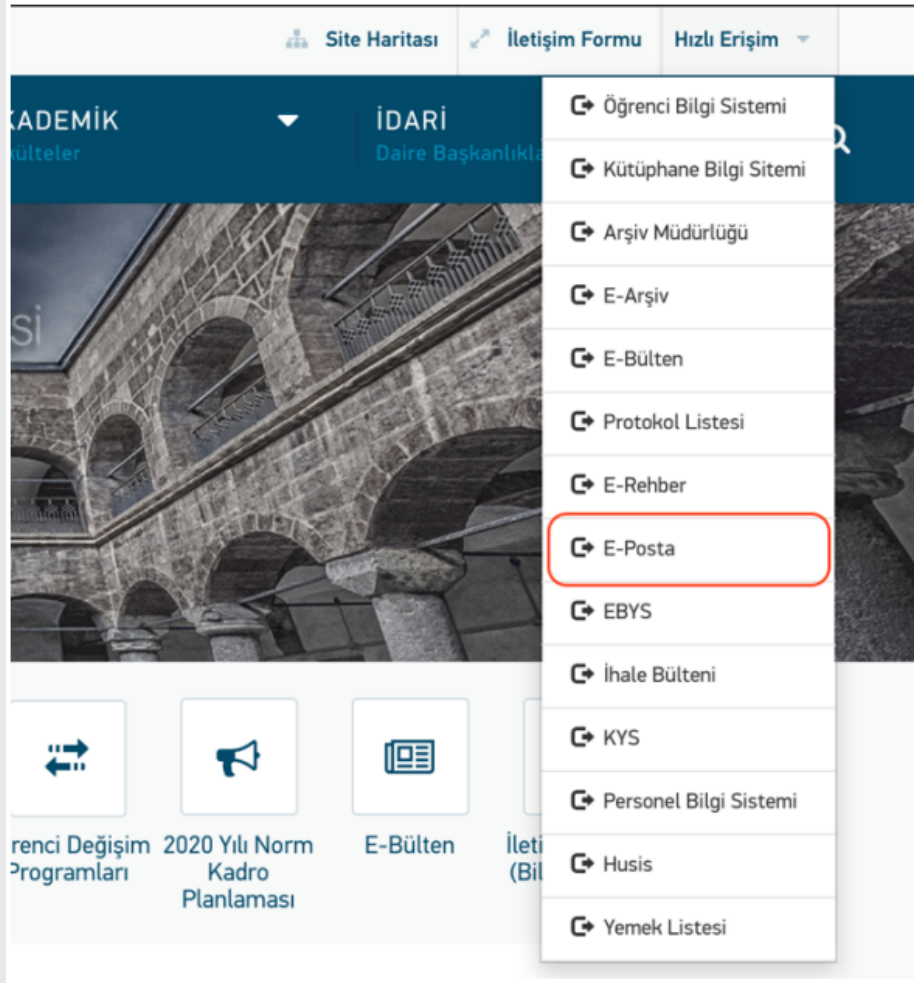 Site Haritası
İletişim Formu
Hızlı Erişim
KADEMİK
külteler
İDARİ
Daire Başkanlıkla
si
Öğrenci Bilgi Sistemi
Kütüphane Bilgi Sitemi
Arşiv Müdürlüğü
E-Arşiv
E-Bülten
Protokol Listesi
E-Rehber
E-Posta
EBYS
İhale Bülteni
KYS
Personel Bilgi Sistemi
Husis
Yemek Listesi
renci Değişim
Programları
2020 Yılı Norm
Kadro
Planlaması
E-Bülten
İleti
(Bil